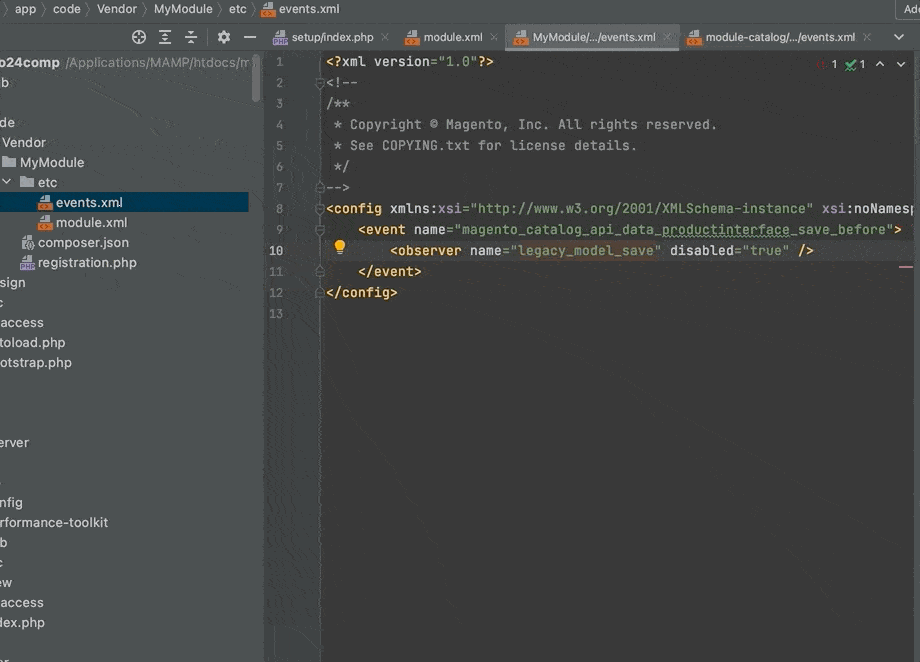 app > code > Vendor > MyModule > etc > events.xml
Ad
setup/index.php
module.xml
MyModule/.../events.xml
module-catalog/.../events.xml
o24comp /Applications/MAMP/htdocs/m
b
de
Vendor
MyModule
etc
events.xml
module.xml
composer.json
registration.php
sign
c
access
toload.php
otstrap.php
erver
nfig
rformance-toolkit
b
c
ew
access
dex.php
1 <?xml version="1.0"?>
2 <!--
3 /**
4 * Copyright © Magento, Inc. All rights reserved.
5 * See COPYING.txt for license details.
6 */
7 -->
8 <config xmlns:xsi="http://www.w3.org/2001/XMLSchema-instance" xsi:noNamesp
9 <event name="magento_catalog_api_data_productinterface_save_before">
10 <observer name="legacy_model_save" disabled="true" />
11 </event>
12 </config>
13
1 1